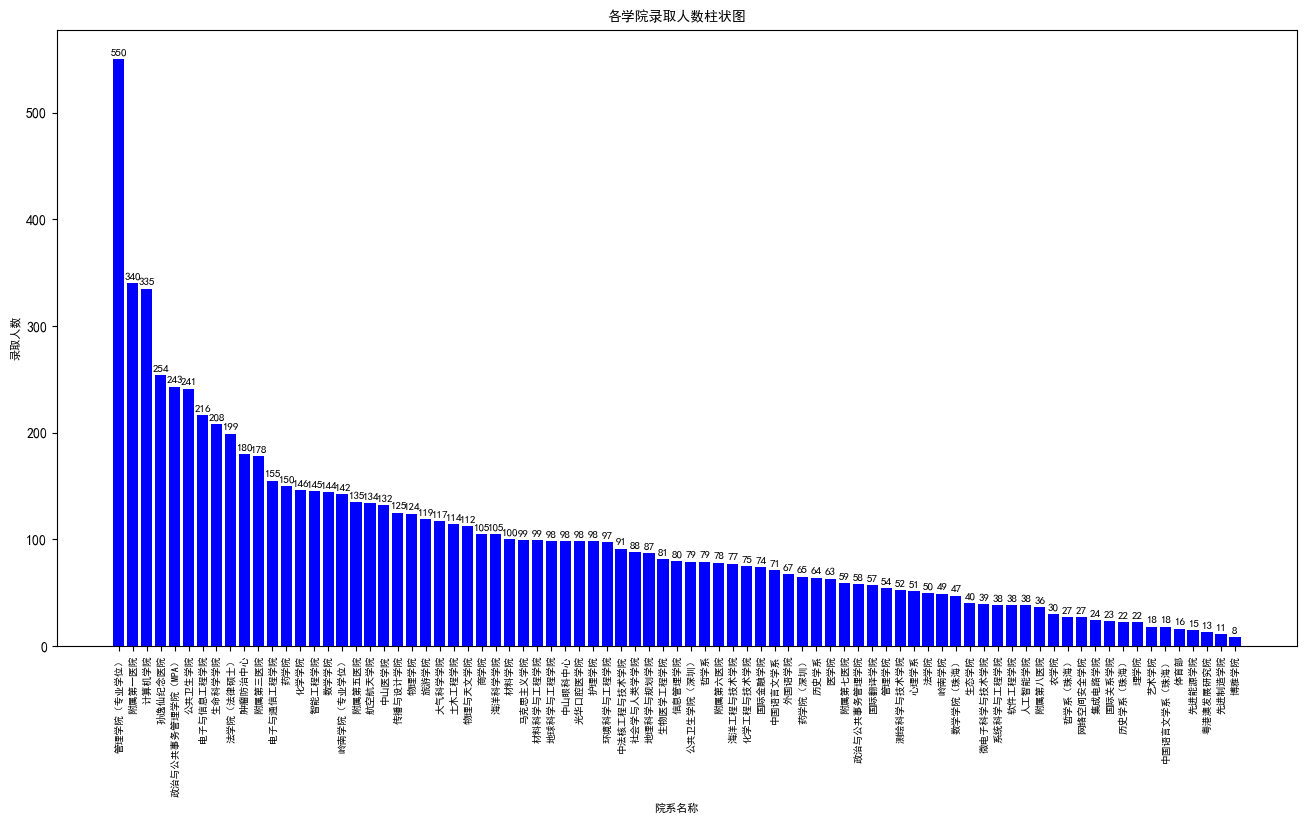 各学院录取人数柱状图
录取人数
500
400
300
200
100
0
550
340
335
254
243
241
216
208
199
180
178
155
150
146
145
144
142
135
134
132
125
124
119
117
114
112
105
105
100
99
99
98
98
98
98
97
91
88
87
81
80
79
79
78
77
75
74
71
67
65
64
63
59
58
57
54
52
51
50
49
47
40
39
38
38
38
36
30
27
27
24
23
22
22
18
18
16
15
13
11
8
管理学院（专业学位）
附属第一医院
计算机学院
孙逸仙纪念医院
政治与公共事务管理学院（MPA）
公共卫生学院
电子与信息工程学院
生命科学学院
法学院（法律硕士）
肿瘤防治中心
附属第三医院
电子与通信工程学院
药学院
化学学院
智能工程学院
数学学院
岭南学院（专业学位）
附属第五医院
航空航天学院
中山医学院
传播与设计学院
物理学院
旅游学院
大气科学学院
土木工程学院
物理与天文学院
商学院
海洋科学学院
材料学院
马克思主义学院
材料科学与工程学院
地球科学与工程学院
中山眼科中心
光华口腔医学院
护理学院
环境科学与工程学院
中法核工程与技术学院
社会学与人类学学院
地理科学与规划学院
生物医学工程学院
信息管理学院
公共卫生学院（深圳）
哲学系
附属第六医院
海洋工程与技术学院
化学工程与技术学院
国际金融学院
中国语言文学系
外国语学院
药学院（深圳）
历史学系
医学院
附属第七医院
政治与公共事务管理学院
国际翻译学院
管理学院
测绘科学与技术学院
心理学系
法学院
岭南学院
数学学院（珠海）
生态学院
微电子科学与技术学院
系统科学与工程学院
软件工程学院
人工智能学院
附属第八医院
农学院
哲学系（珠海）
网络空间安全学院
集成电路学院
国际关系学院
历史学系（珠海）
理学院
艺术学院
中国语言文学系（珠海）
体育部
先进能源学院
粤港澳发展研究院
先进制造学院
博雅学院
院系名称